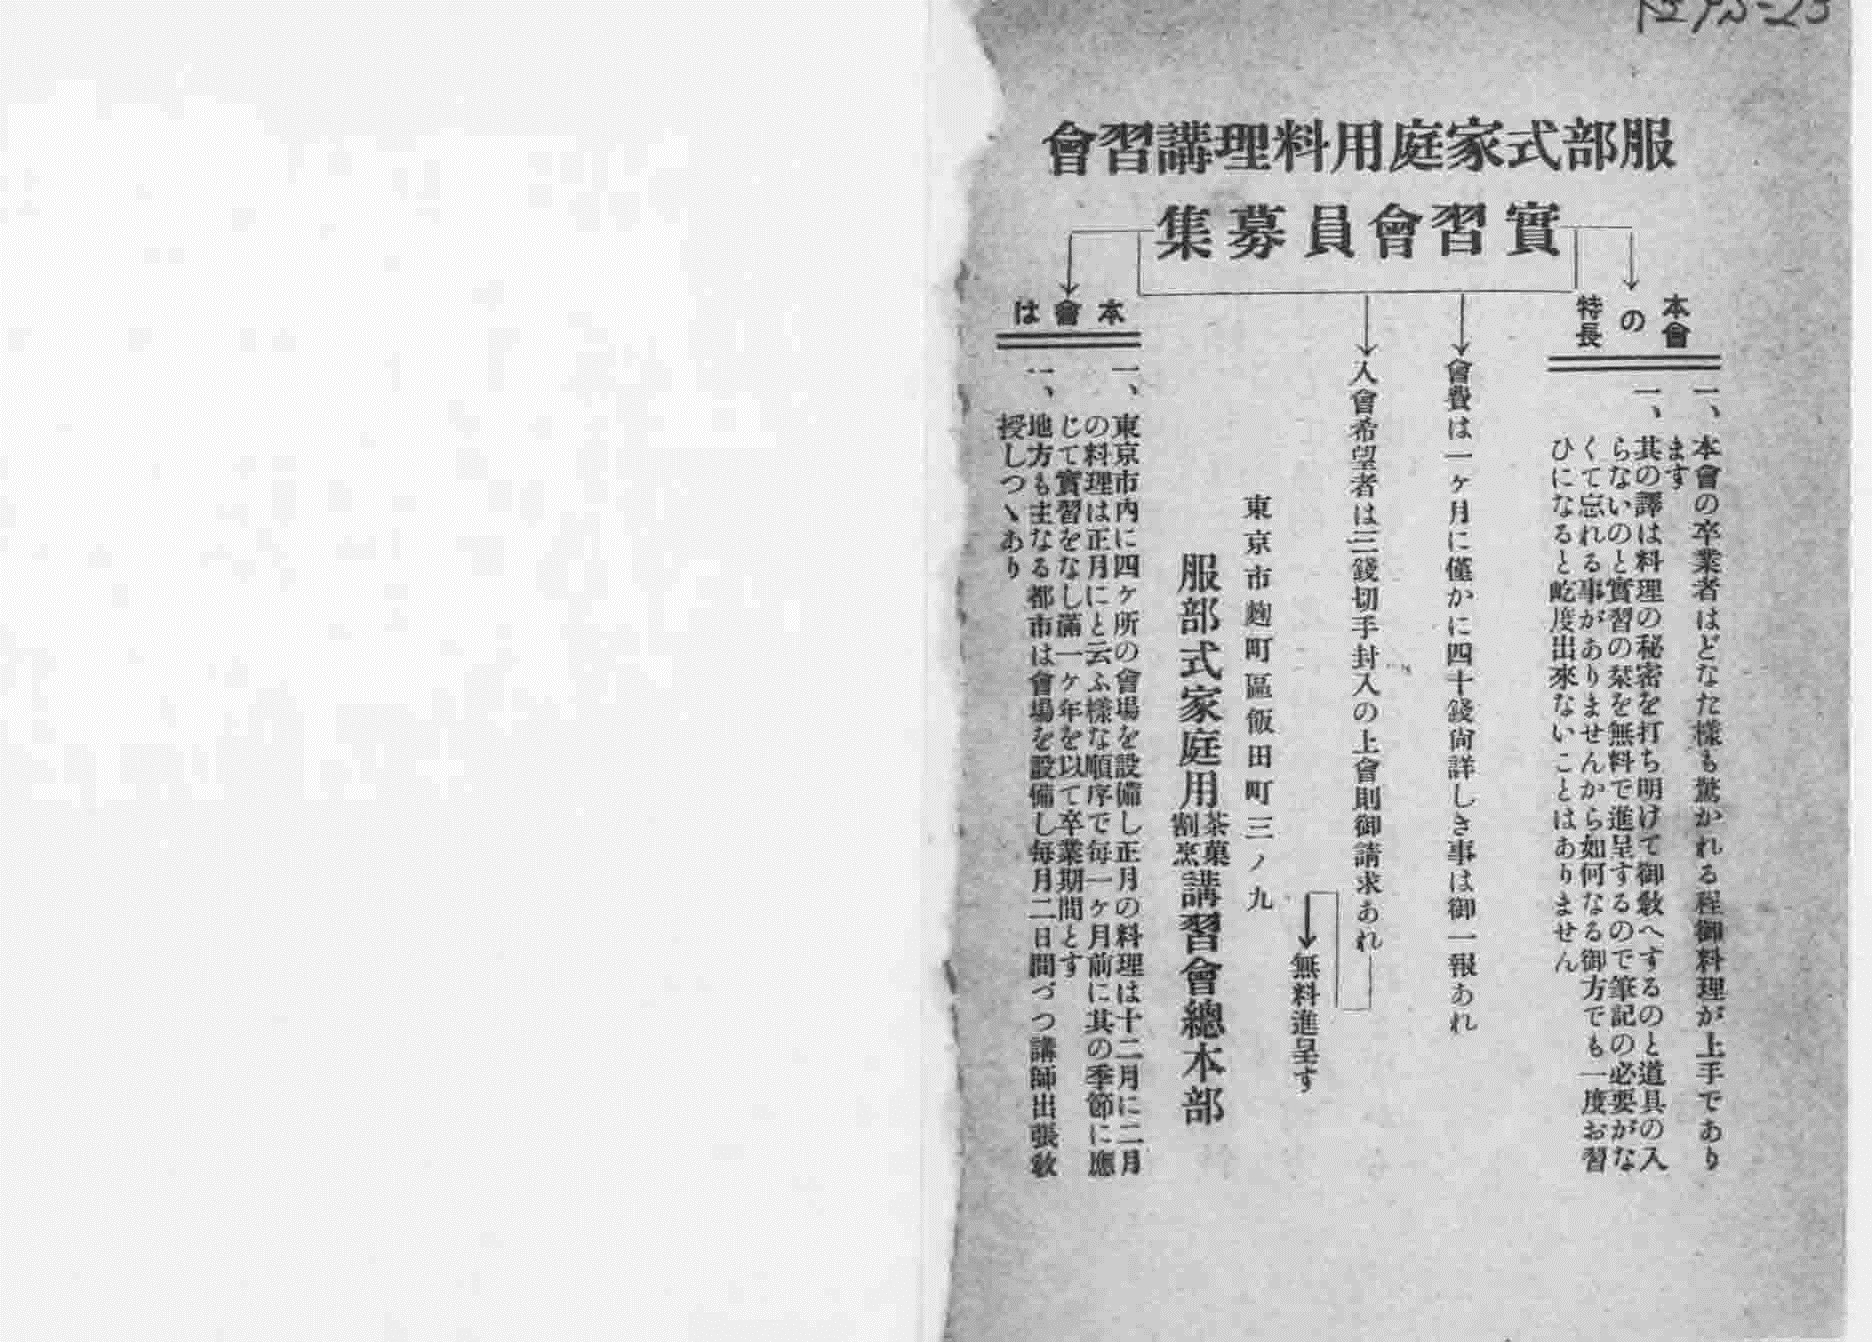 服部式家庭用料理講習會
實習會員募集
本會の特長
一、本會の卒業者はどなた樣も驚かれる程御料理が上手であり
ます
一、其の譯は料理の秘密を打ち明けて御敎へするのと道具の入
らないのと實習の栞を無料で進呈するので筆記の必要がな
くて忘れる事がありませんから如何なる御方でも一度お習
ひになると屹度出來ないことはありません
會費は一ヶ月に僅かに四十錢尙詳しき事は御一報あれ
入會希望者は三錢切手封入の上會則御請求あれ
無料進呈す
東京市麹町區飯田町三ノ九
服部式家庭用茶菓割烹講習會總本部
本會は
一、東京市內に四ヶ所の會場を設備し正月の料理は十二月に二月
の料理は正月にと云ふ樣な順序で每一ヶ月前に其の季節に應
じて實習をなし滿一ヶ年を以て卒業期間とす
一、地方も主なる都市は會場を設備し每月二日間づつ講師出張敎
授しつヽあり